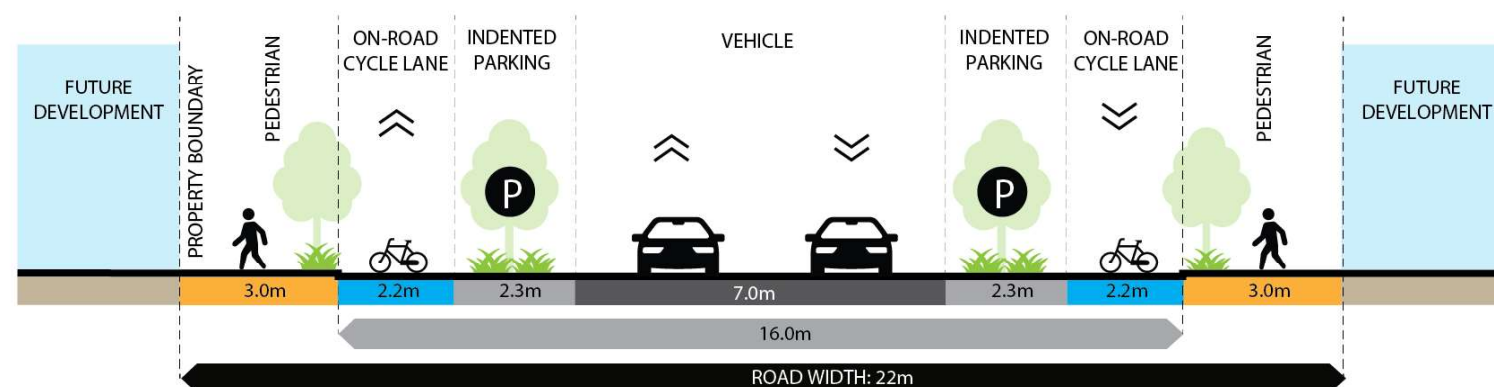 FUTURE
DEVELOPMENT
PROPERTY BOUNDARY
PEDESTRIAN
ON-ROAD
CYCLE LANE
INDENTED
PARKING
VEHICLE
INDENTED
PARKING
ON-ROAD
CYCLE LANE
PEDESTRIAN
FUTURE
DEVELOPMENT
P
P
3.0m
2.2m
2.3m
7.0m
2.3m
2.2m
3.0m
16.0m
ROAD WIDTH: 22m